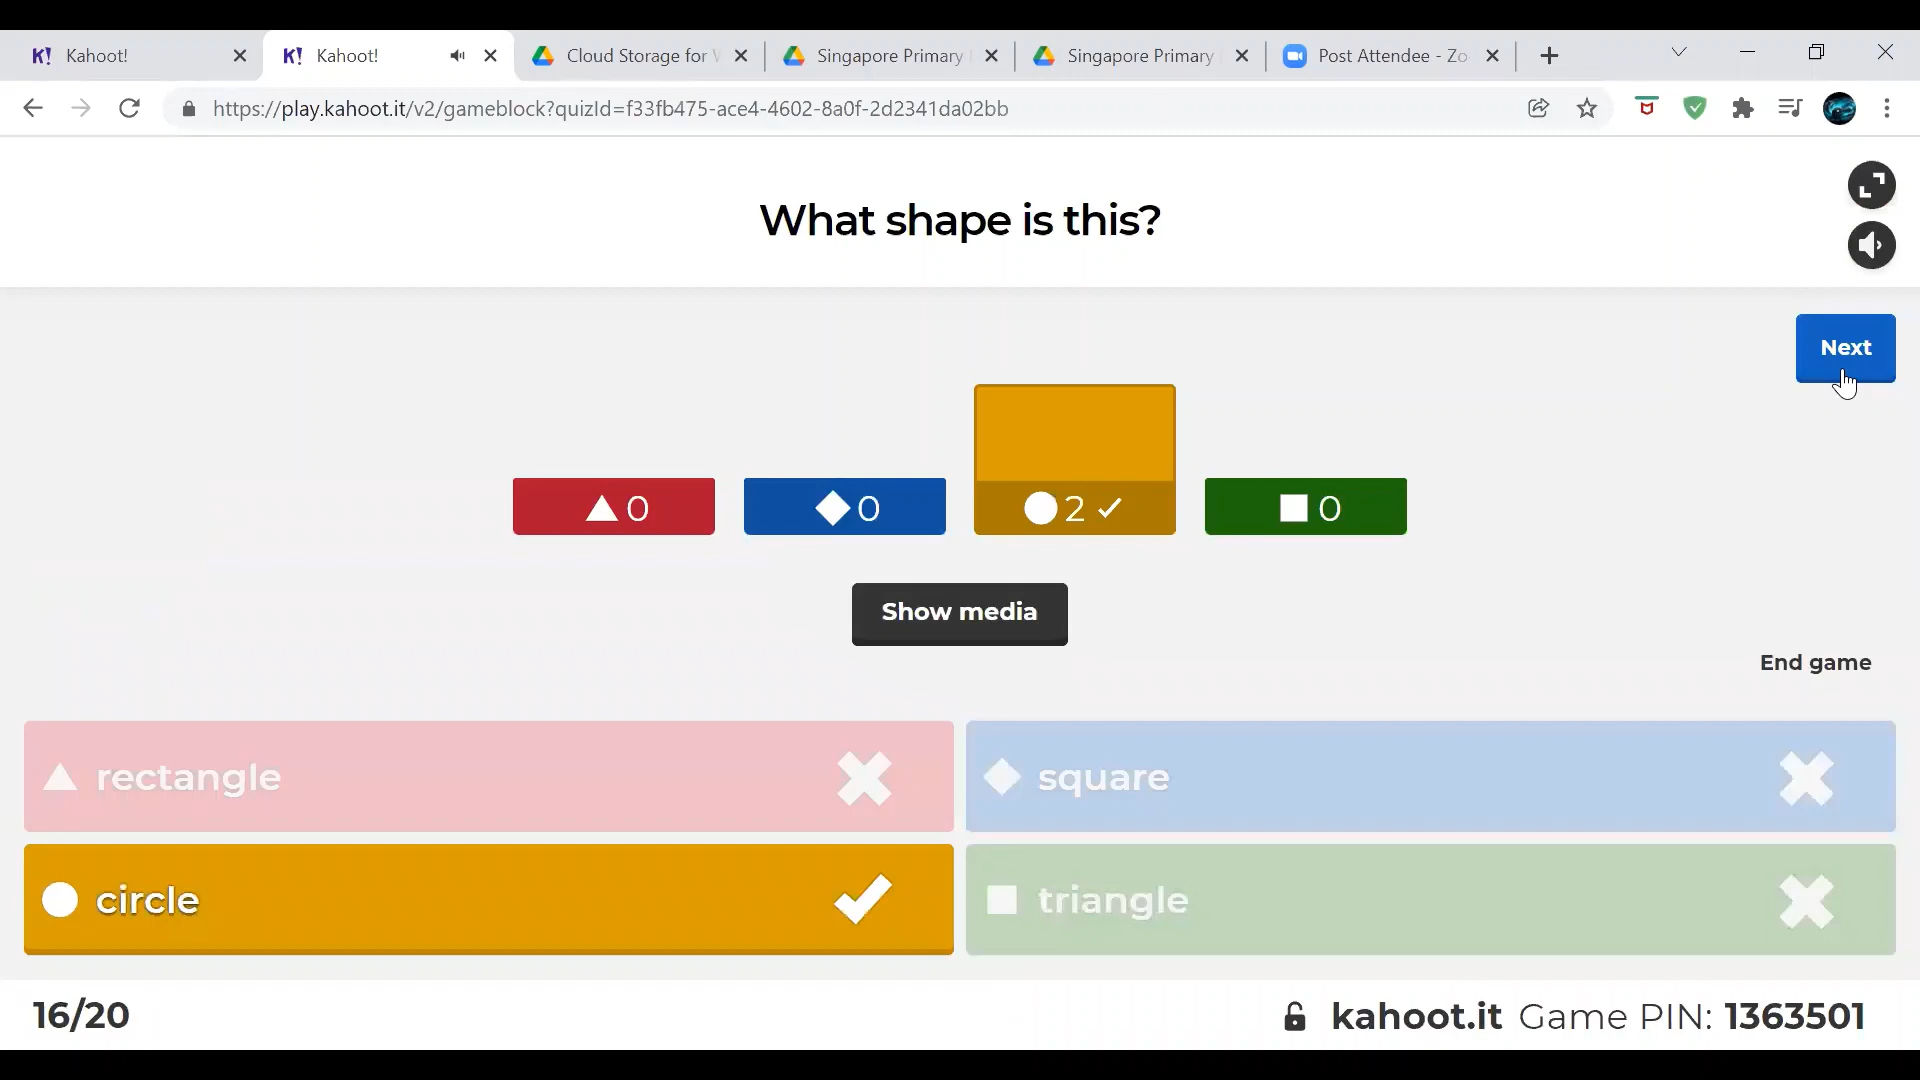 K! Kahoot!
K! Kahoot!
Cloud Storage for
Singapore Primary
Singapore Primary
Post Attendee - Zo
https://play.kahoot.it/v2/gameblock?quizId=f33fb475-ace4-4602-8a0f-2d2341da02bb
What shape is this?
Next
0
0
2
0
Show media
End game
rectangle
square
circle
triangle
16/20
kahoot.it Game PIN: 1363501